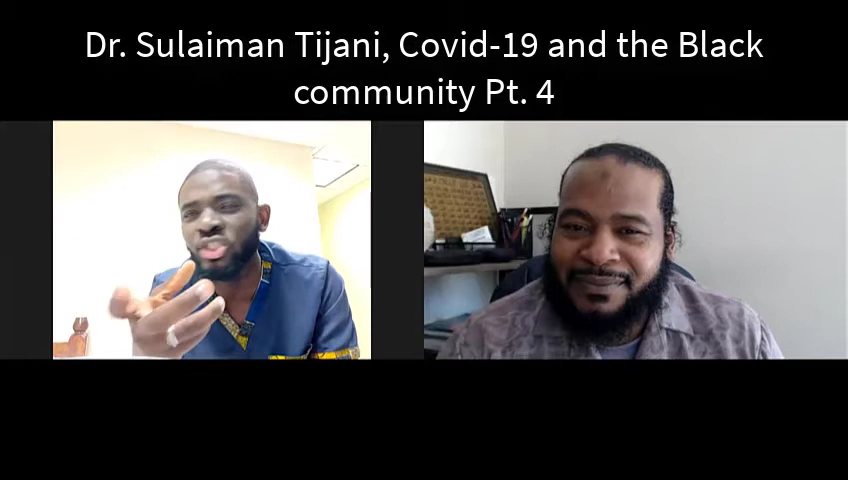 Dr. Sulaiman Tijani, Covid-19 and the Black
community Pt. 4